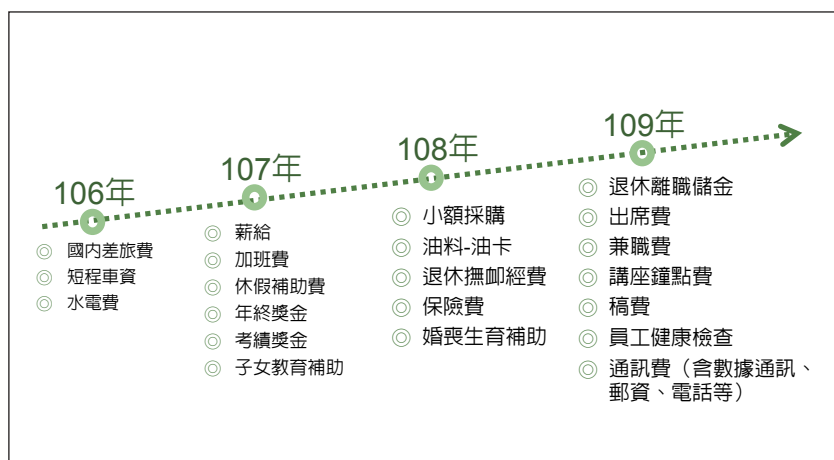 106年
◎ 國內差旅費
◎ 短程車資
◎ 水電費
107年
◎ 薪給
◎ 加班費
◎ 休假補助費
◎ 年終獎金
◎ 考績獎金
◎ 子女教育補助
108年
◎ 小額採購
◎ 油料-油卡
◎ 退休撫卹經費
◎ 保險費
◎ 婚喪生育補助
109年
◎ 退休離職儲金
◎ 出席費
◎ 兼職費
◎ 講座鐘點費
◎ 稿費
◎ 員工健康檢查
◎ 通訊費（含數據通訊、
郵資、電話等）